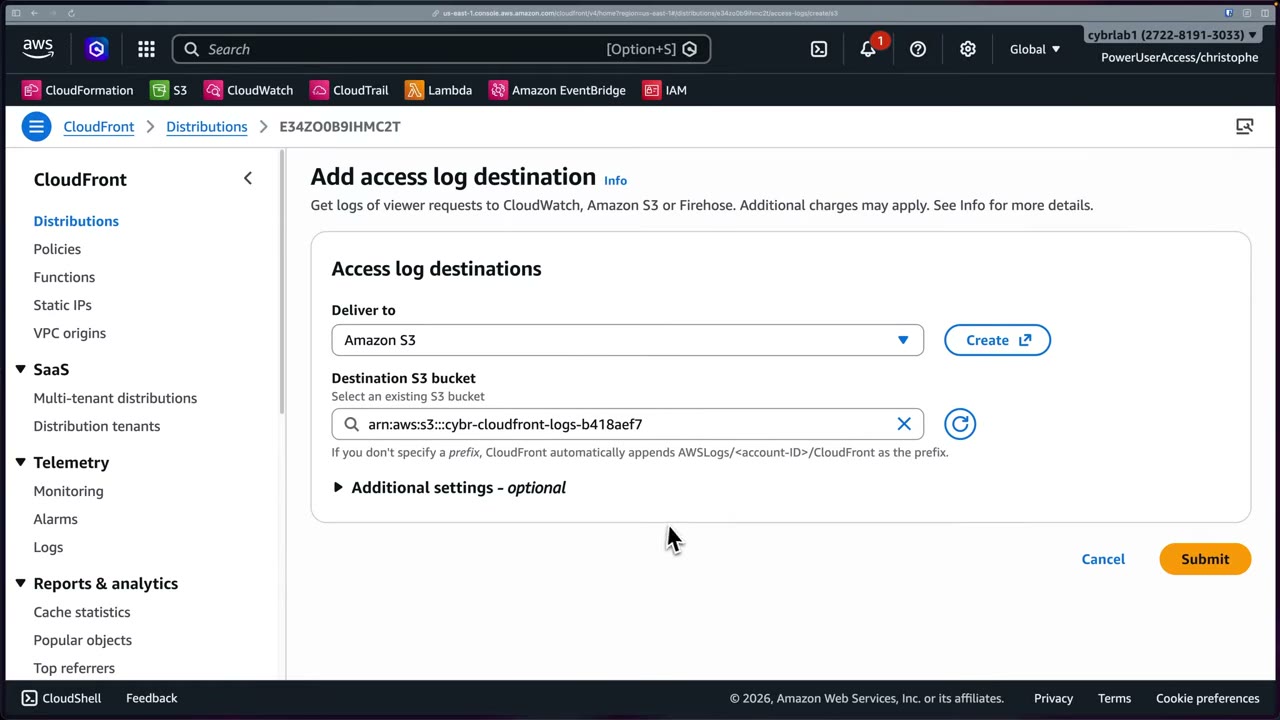 us-east-1.console.aws.amazon.com/cloudfront/v4/home?region=us-east-1#/distributions/e34zo0b9ihmc2t/access-logs/create/s3
aws
Search [Option+S]
1
Global
cybrlab1 (2722-8191-3033)
PowerUserAccess/christophe
CloudFormation S3 CloudWatch CloudTrail Lambda Amazon EventBridge IAM
CloudFront Distributions E34ZO0B9IHMC2T
CloudFront
Distributions
Policies
Functions
Static IPs
VPC origins
SaaS
Multi-tenant distributions
Distribution tenants
Telemetry
Monitoring
Alarms
Logs
Reports & analytics
Cache statistics
Popular objects
Top referrers
Add access log destination Info
Get logs of viewer requests to CloudWatch, Amazon S3 or Firehose. Additional charges may apply. See Info for more details.
Access log destinations
Deliver to
Amazon S3
Create
Destination S3 bucket
Select an existing S3 bucket
arn:aws:s3:::cybr-cloudfront-logs-b418aef7
If you don't specify a prefix, CloudFront automatically appends AWSLogs/<account-ID>/CloudFront as the prefix.
Additional settings - optional
Cancel Submit
CloudShell Feedback © 2026, Amazon Web Services, Inc. or its affiliates. Privacy Terms Cookie preferences